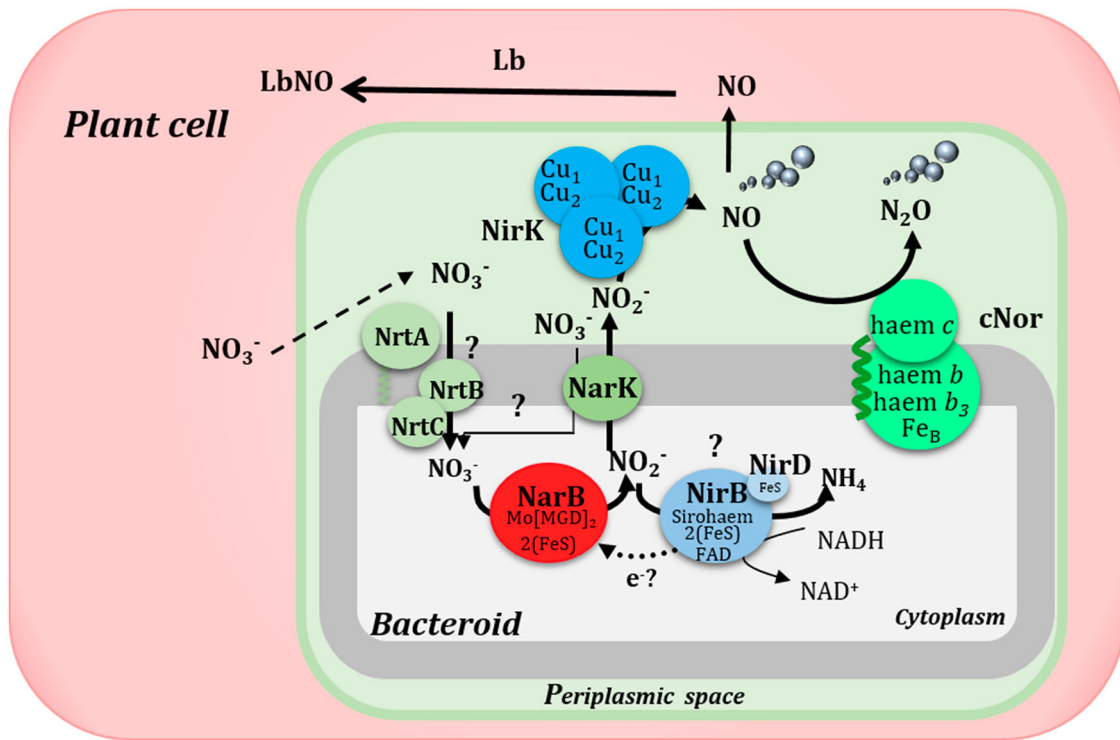 Lb
LbNO
NO
Plant cell
Cu1
Cu2
Cu1
Cu2
Cu1
Cu2
NirK
NO
N2O
NO3-
NO2-
NO3-
NO3-
NrtA
?
NrtB
NrtC
?
NarK
haem c
cNor
haem b
haem b3
FeB
NO3-
NO2-
?
NirD
FeS
NH4
NarB
Mo[MGD]2
2(FeS)
NirB
Sirohaem
2(FeS)
FAD
NADH
e-?
NAD+
Bacteroid
Cytoplasm
Periplasmic space